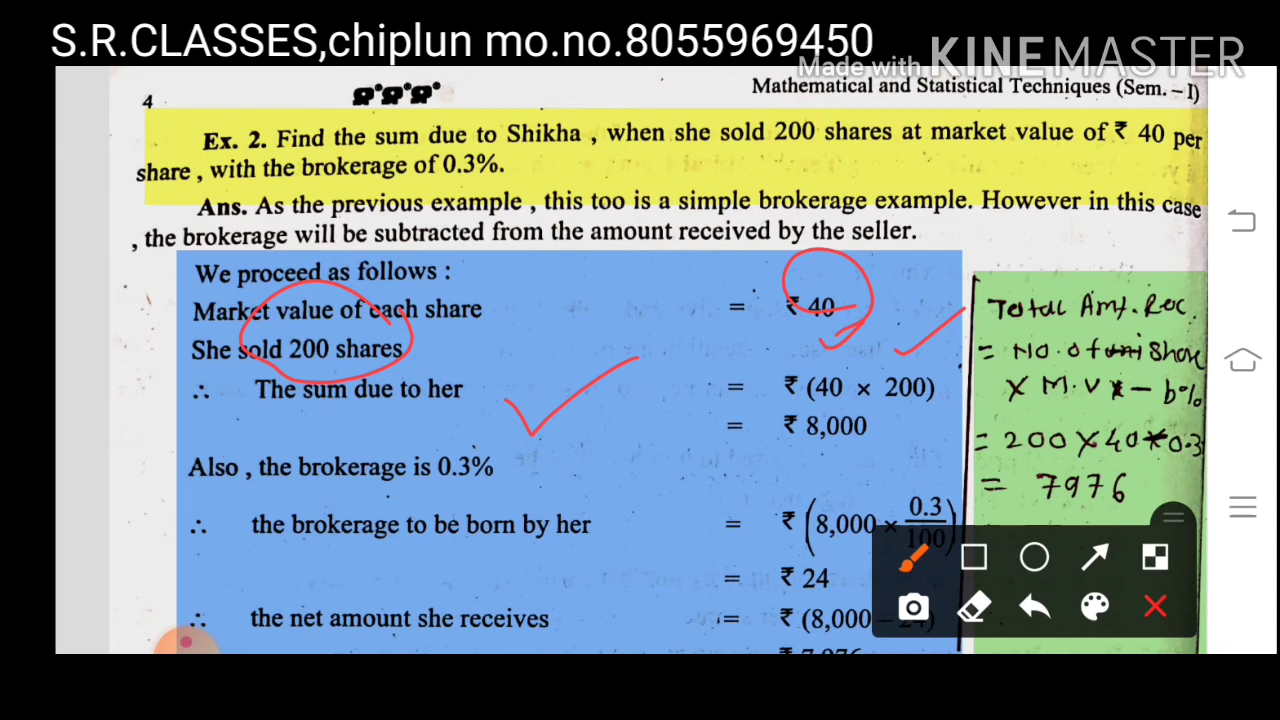 S.R.CLASSES,chiplun mo.no.8055969450
Made with KINEMASTER
4
Mathematical and Statistical Techniques (Sem. – I)
Ex. 2. Find the sum due to Shikha , when she sold 200 shares at market value of ₹ 40 per
share , with the brokerage of 0.3%.
Ans. As the previous example , this too is a simple brokerage example. However in this case
, the brokerage will be subtracted from the amount received by the seller.
We proceed as follows :
Market value of each share = ₹ 40
She sold 200 shares
∴ The sum due to her = ₹ (40 × 200)
= ₹ 8,000
Also , the brokerage is 0.3%
∴ the brokerage to be born by her = ₹ (8,000 × 0.3/100)
= ₹ 24
∴ the net amount she receives = ₹ (8,000 – 24)
₹ 7,976
Total Amt. Rec.
= No. of Share
× M.V – b%
= 200 × 40 0.3
= 7976